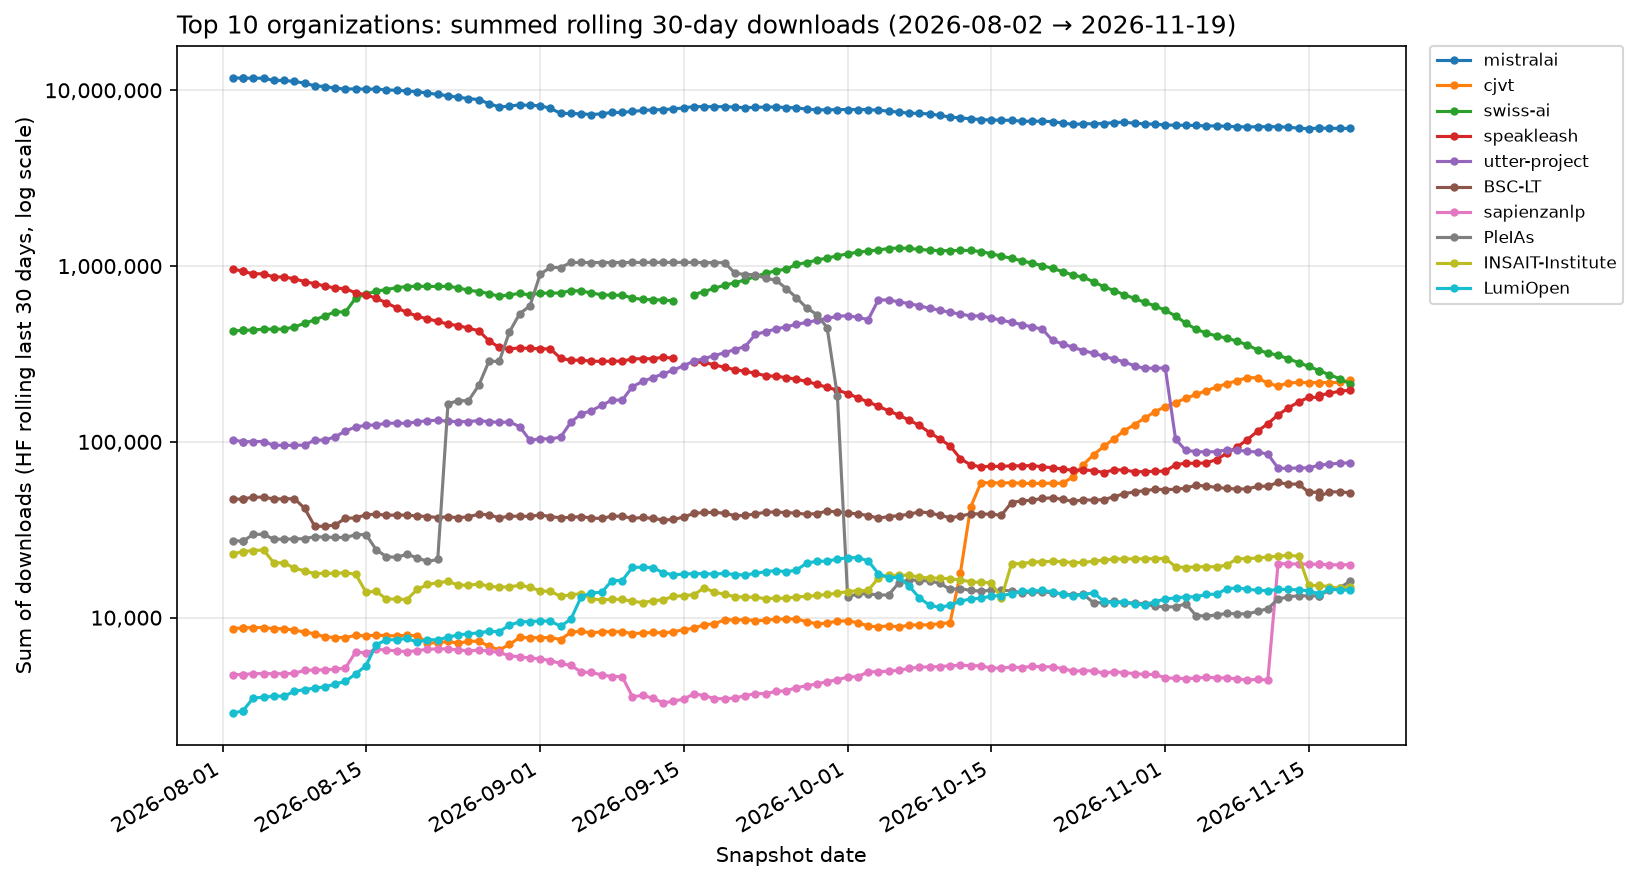 Top 10 organizations: summed rolling 30-day downloads (2026-08-02 → 2026-11-19)
Sum of downloads (HF rolling last 30 days, log scale)
10,000,000
1,000,000
100,000
10,000
2026-08-01
2026-08-15
2026-09-01
2026-09-15
2026-10-01
2026-10-15
2026-11-01
2026-11-15
Snapshot date
mistralai
cjvt
swiss-ai
speakleash
utter-project
BSC-LT
sapienzanlp
PleIAs
INSAIT-Institute
LumiOpen